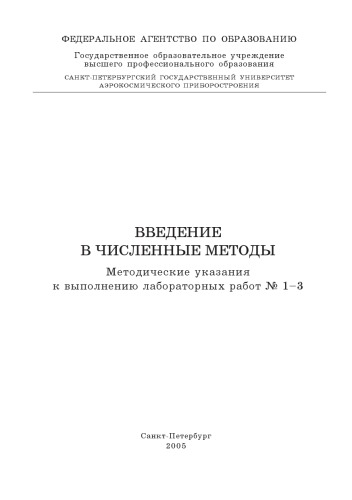 ФЕДЕРАЛЬНОЕ АГЕНТСТВО ПО ОБРАЗОВАНИЮ
Государственное образовательное учреждение
высшего профессионального образования
САНКТ-ПЕТЕРБУРГСКИЙ ГОСУДАРСТВЕННЫЙ УНИВЕРСИТЕТ
АЭРОКОСМИЧЕСКОГО ПРИБОРОСТРОЕНИЯ
ВВЕДЕНИЕ
В ЧИСЛЕННЫЕ МЕТОДЫ
Методические указания
к выполнению лабораторных работ № 1–3
Санкт-Петербург
2005